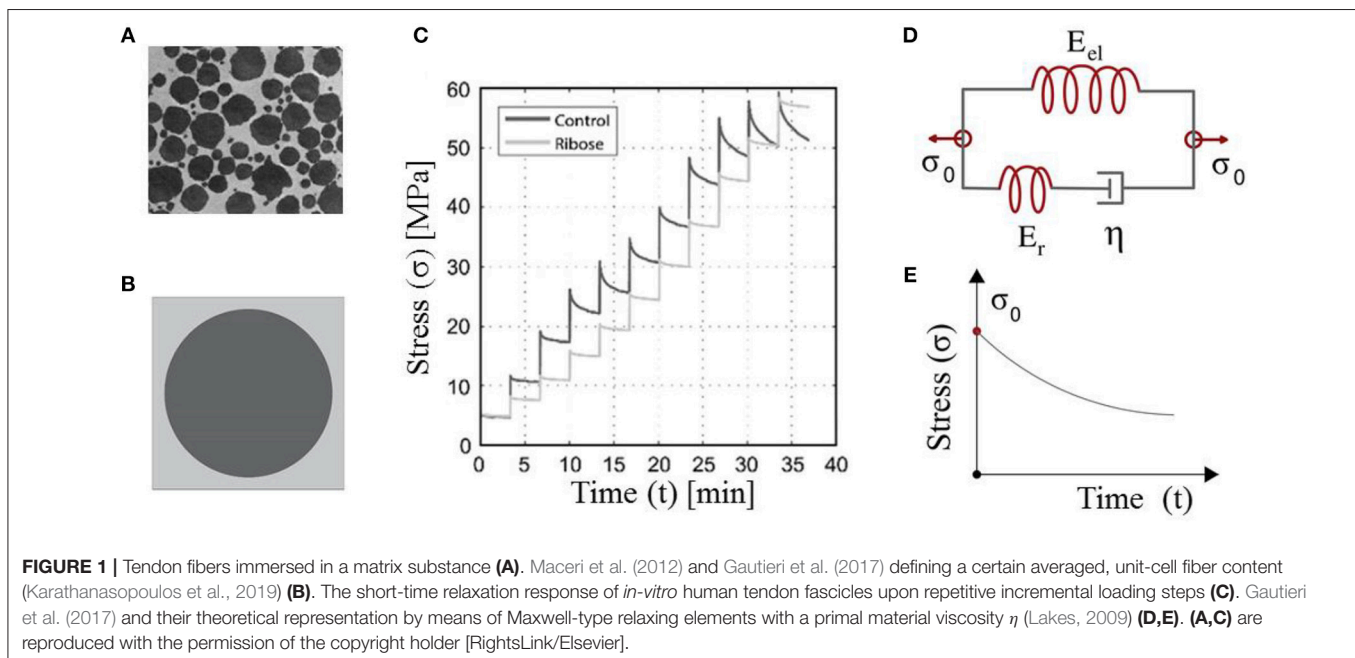 A
B
C
Stress (σ) [MPa]
60
50
40
30
20
10
0
Control
Ribose
0 5 10 15 20 25 30 35 40
Time (t) [min]
D
E_el
σ_0 σ_0
E_r η
E
σ_0
Stress (σ)
Time (t)
FIGURE 1 | Tendon fibers immersed in a matrix substance (A). Maceri et al. (2012) and Gautieri et al. (2017) defining a certain averaged, unit-cell fiber content
(Karathanasopoulos et al., 2019) (B). The short-time relaxation response of in-vitro human tendon fascicles upon repetitive incremental loading steps (C). Gautieri
et al. (2017) and their theoretical representation by means of Maxwell-type relaxing elements with a primal material viscosity η (Lakes, 2009) (D,E). (A,C) are
reproduced with the permission of the copyright holder [RightsLink/Elsevier].